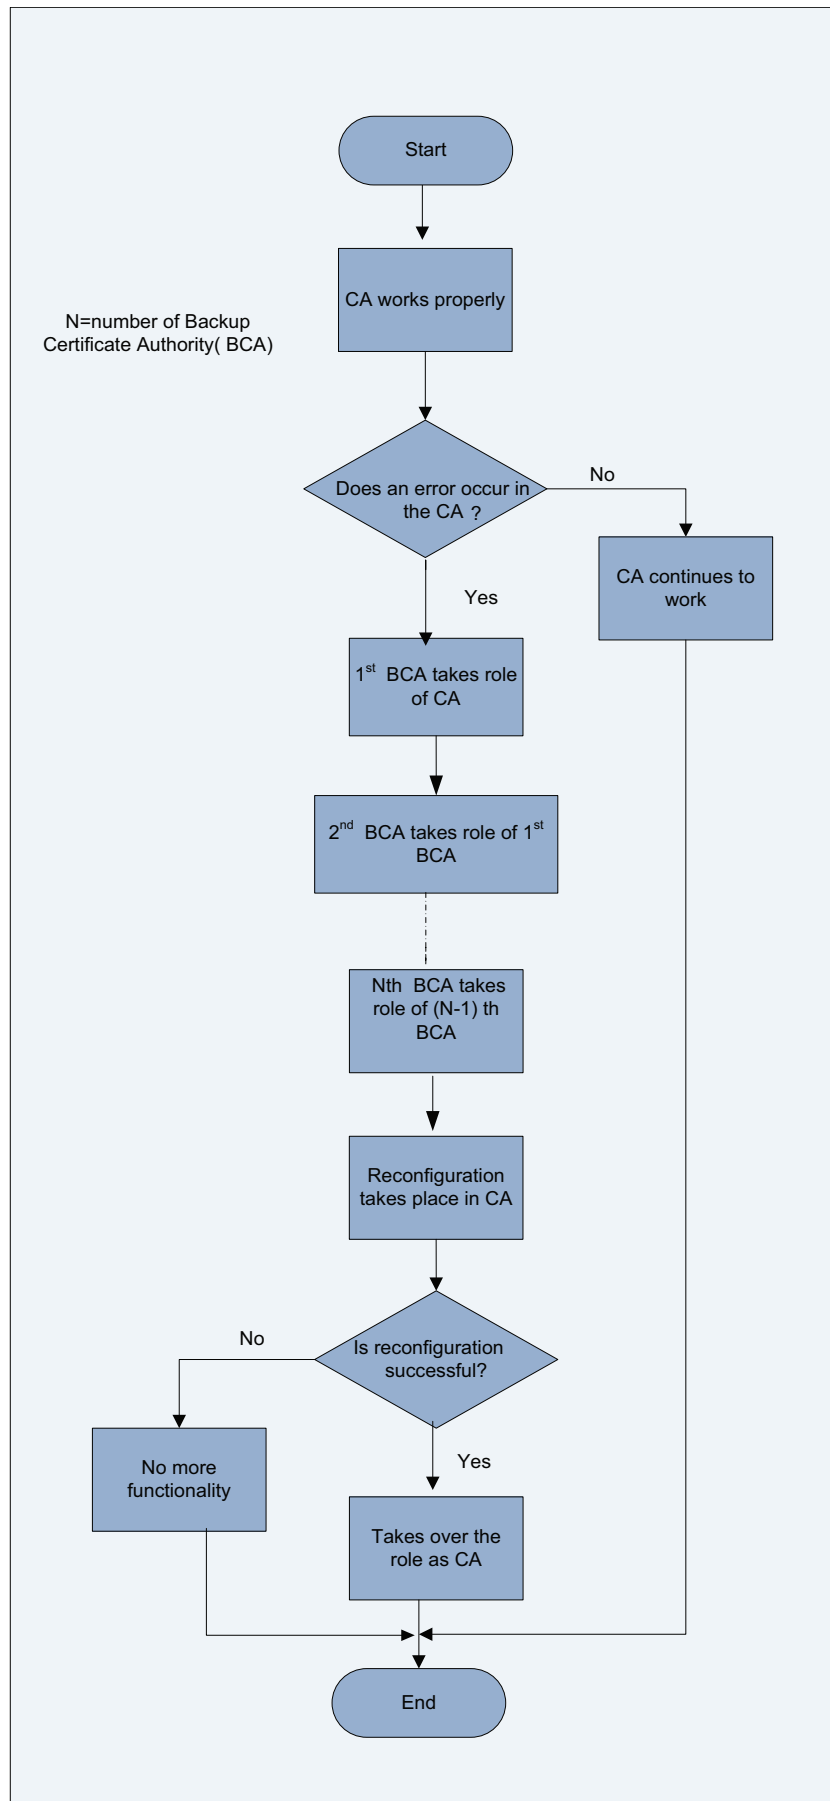 Start
CA works properly
N=number of Backup
Certificate Authority( BCA)
Does an error occur in
the CA ?
No
CA continues to
work
Yes
1st BCA takes role
of CA
2nd BCA takes role of 1st
BCA
Nth BCA takes
role of (N-1) th
BCA
Reconfiguration
takes place in CA
Is reconfiguration
successful?
No
No more
functionality
Yes
Takes over the
role as CA
End